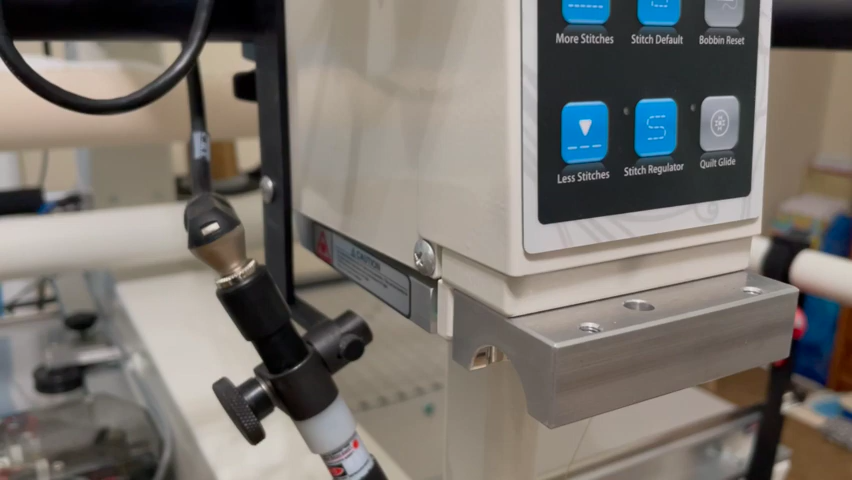 More Stitches
Stitch Default
Bobbin Reset
Less Stitches
Stitch Regulator
Quilt Glide
CAUTION